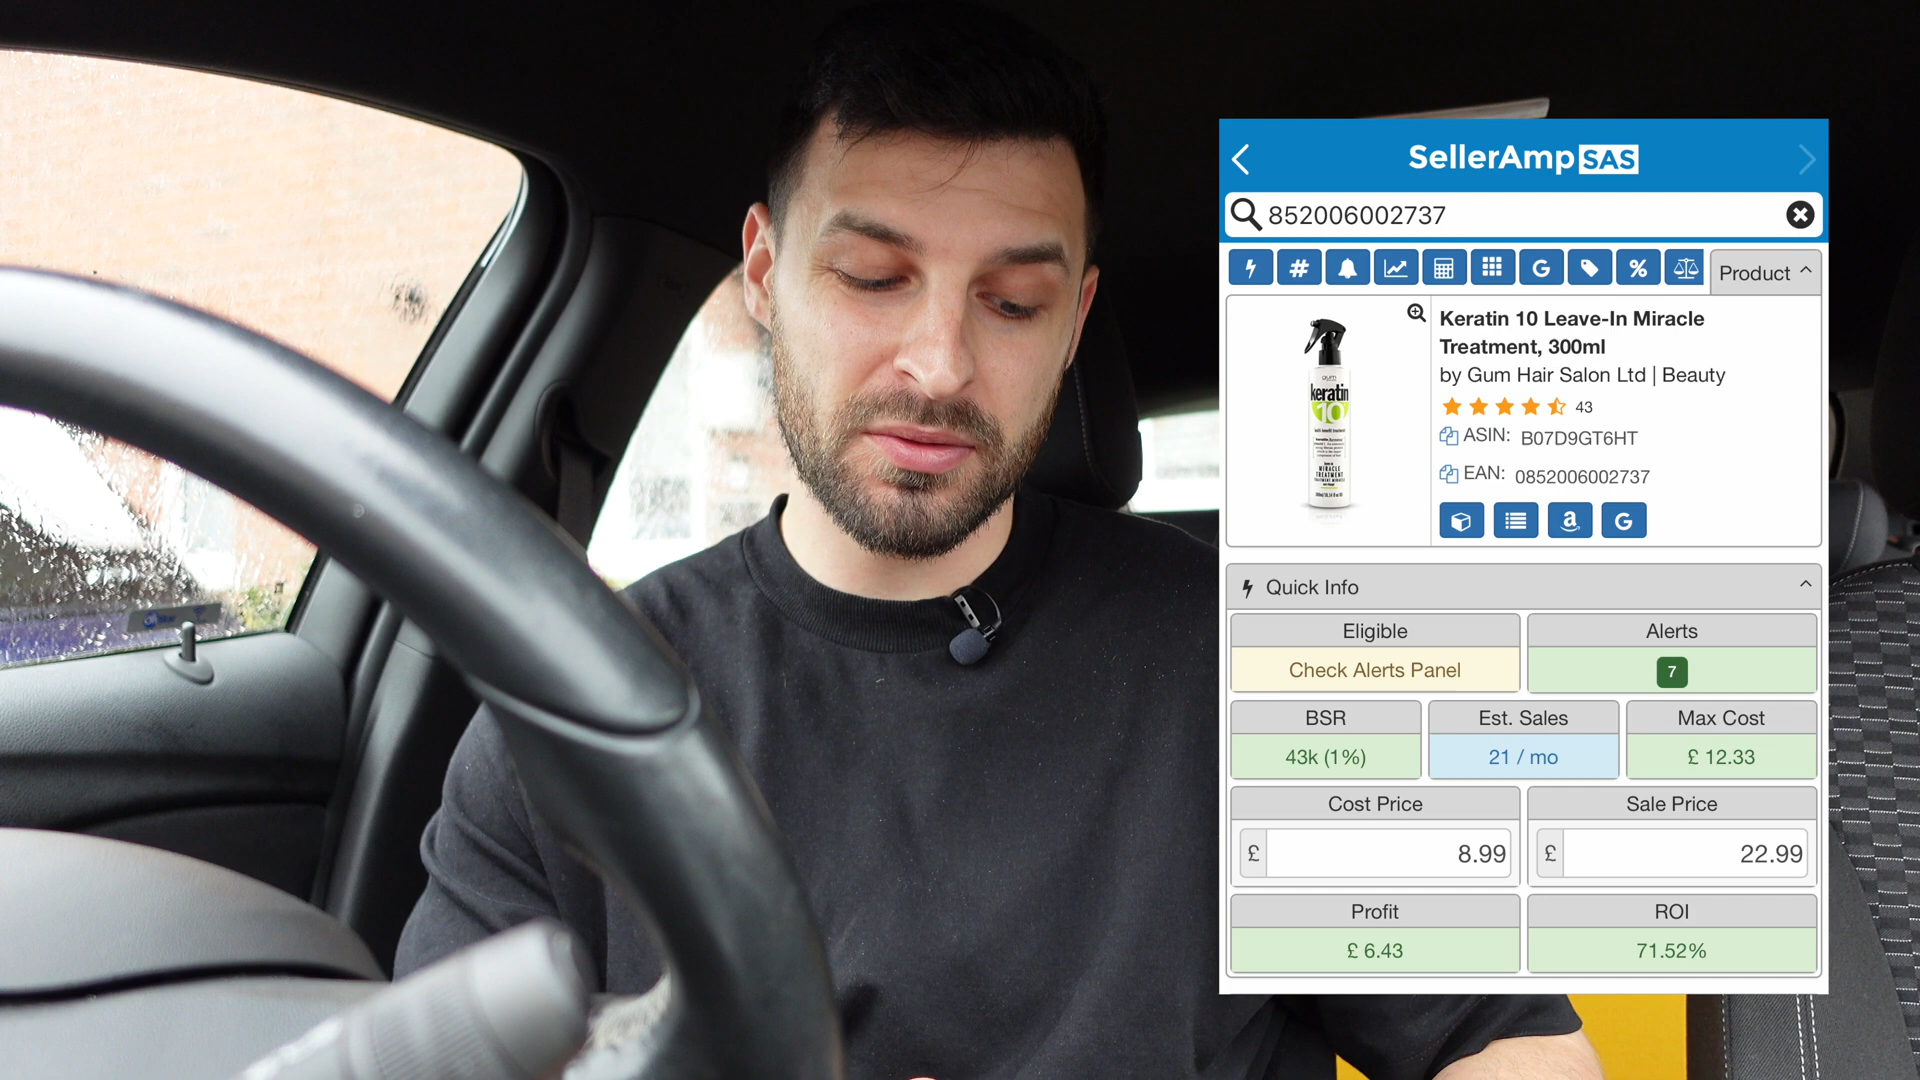 SellerAmp SAS
852006002737
Product
Keratin 10 Leave-In Miracle
Treatment, 300ml
by Gum Hair Salon Ltd | Beauty
43
ASIN: B07D9GT6HT
EAN: 0852006002737
keratin
10
MIRACLE
TREATMENT
Quick Info
Eligible
Alerts
Check Alerts Panel
7
BSR
Est. Sales
Max Cost
43k (1%)
21 / mo
£ 12.33
Cost Price
Sale Price
£ 8.99
£ 22.99
Profit
ROI
£ 6.43
71.52%